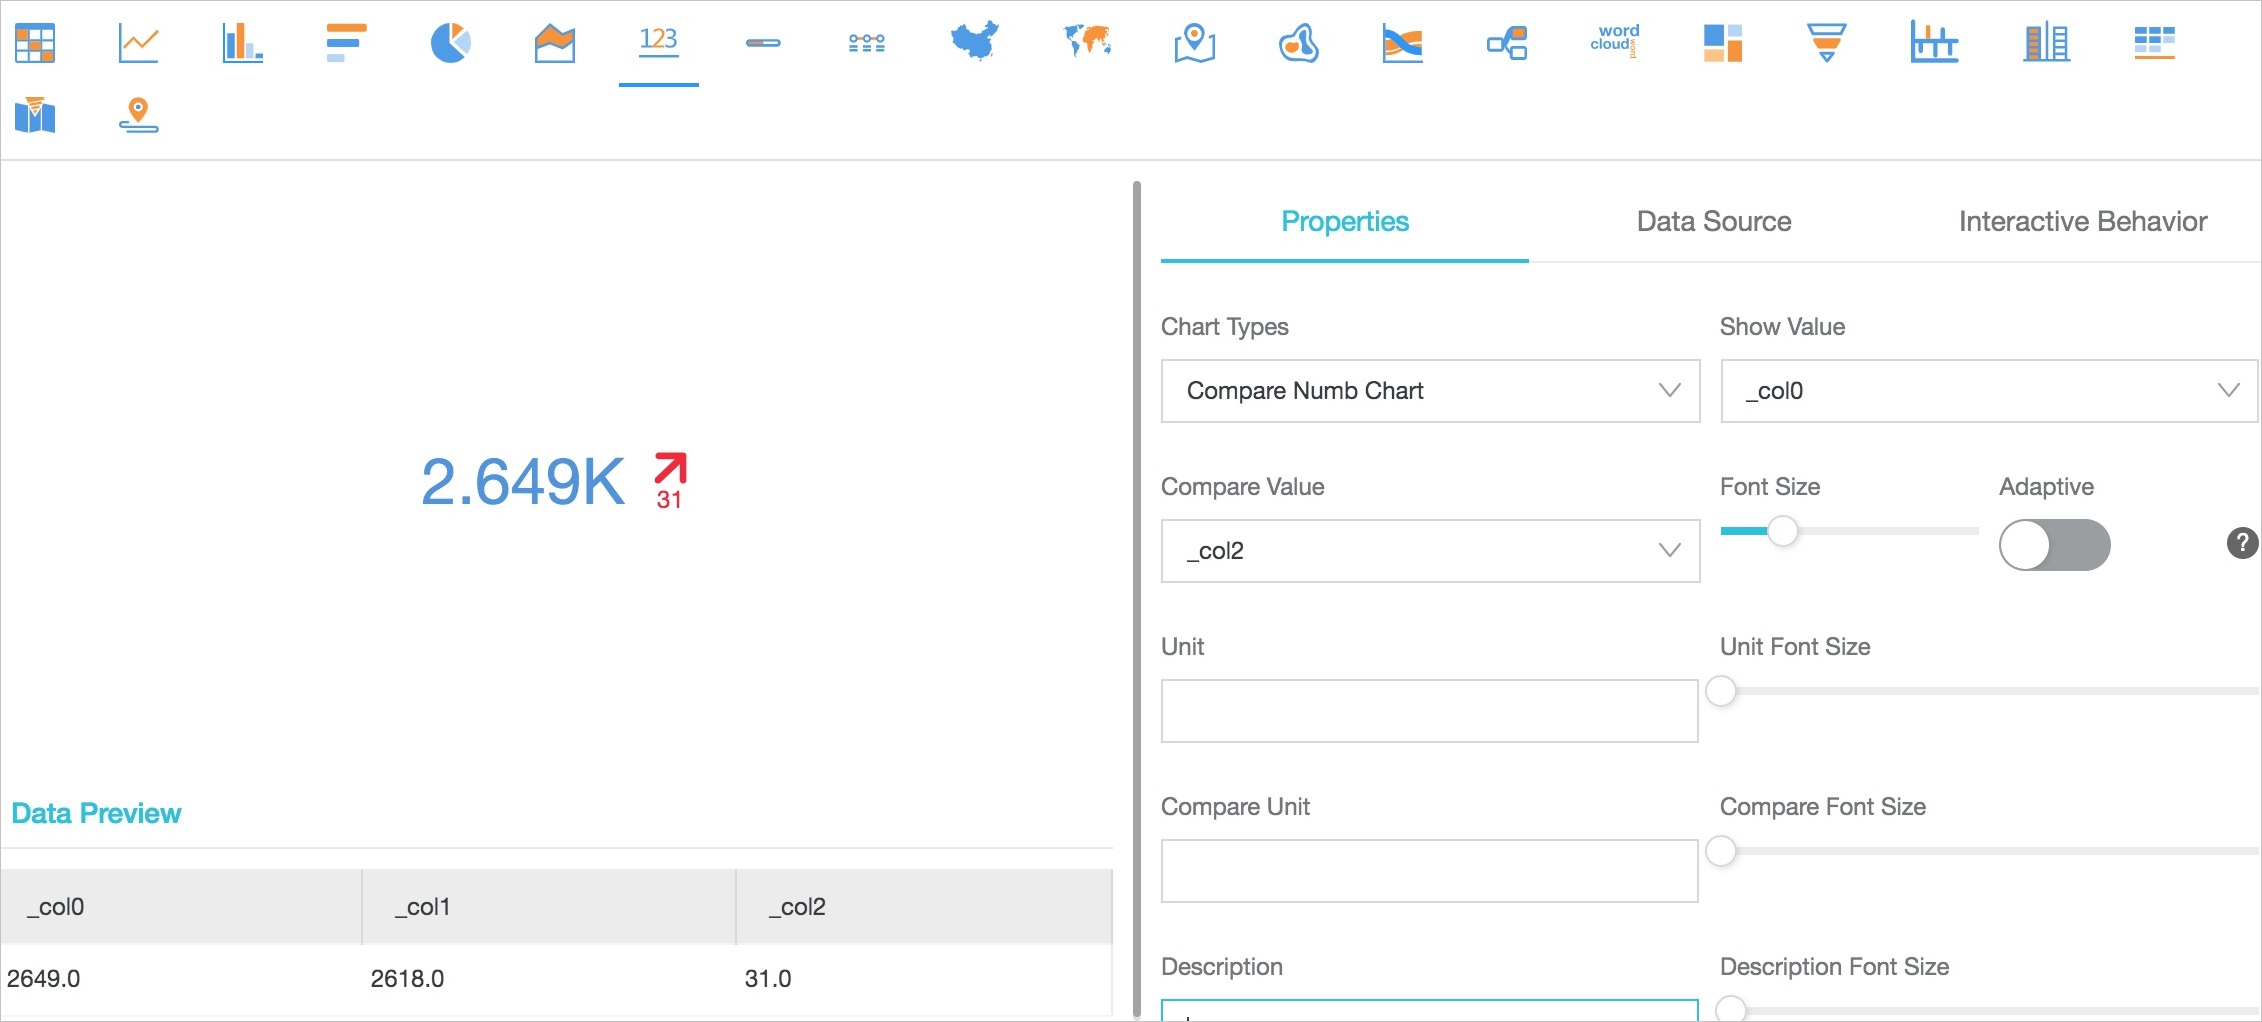 123
word
cloud
word
Properties
Data Source
Interactive Behavior
Chart Types
Show Value
Compare Numb Chart
_col0
2.649K
31
Compare Value
Font Size
Adaptive
_col2
?
Unit
Unit Font Size
Compare Unit
Compare Font Size
Data Preview
_col0
_col1
_col2
2649.0
2618.0
31.0
Description
Description Font Size